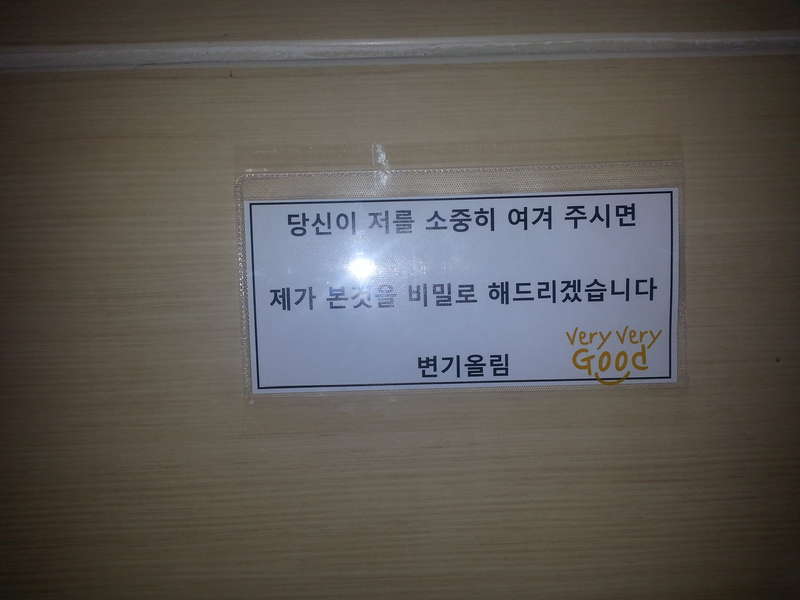 당신이 저를 소중히 여겨 주시면
제가 본것을 비밀로 해드리겠습니다
변기올림
very very
Good